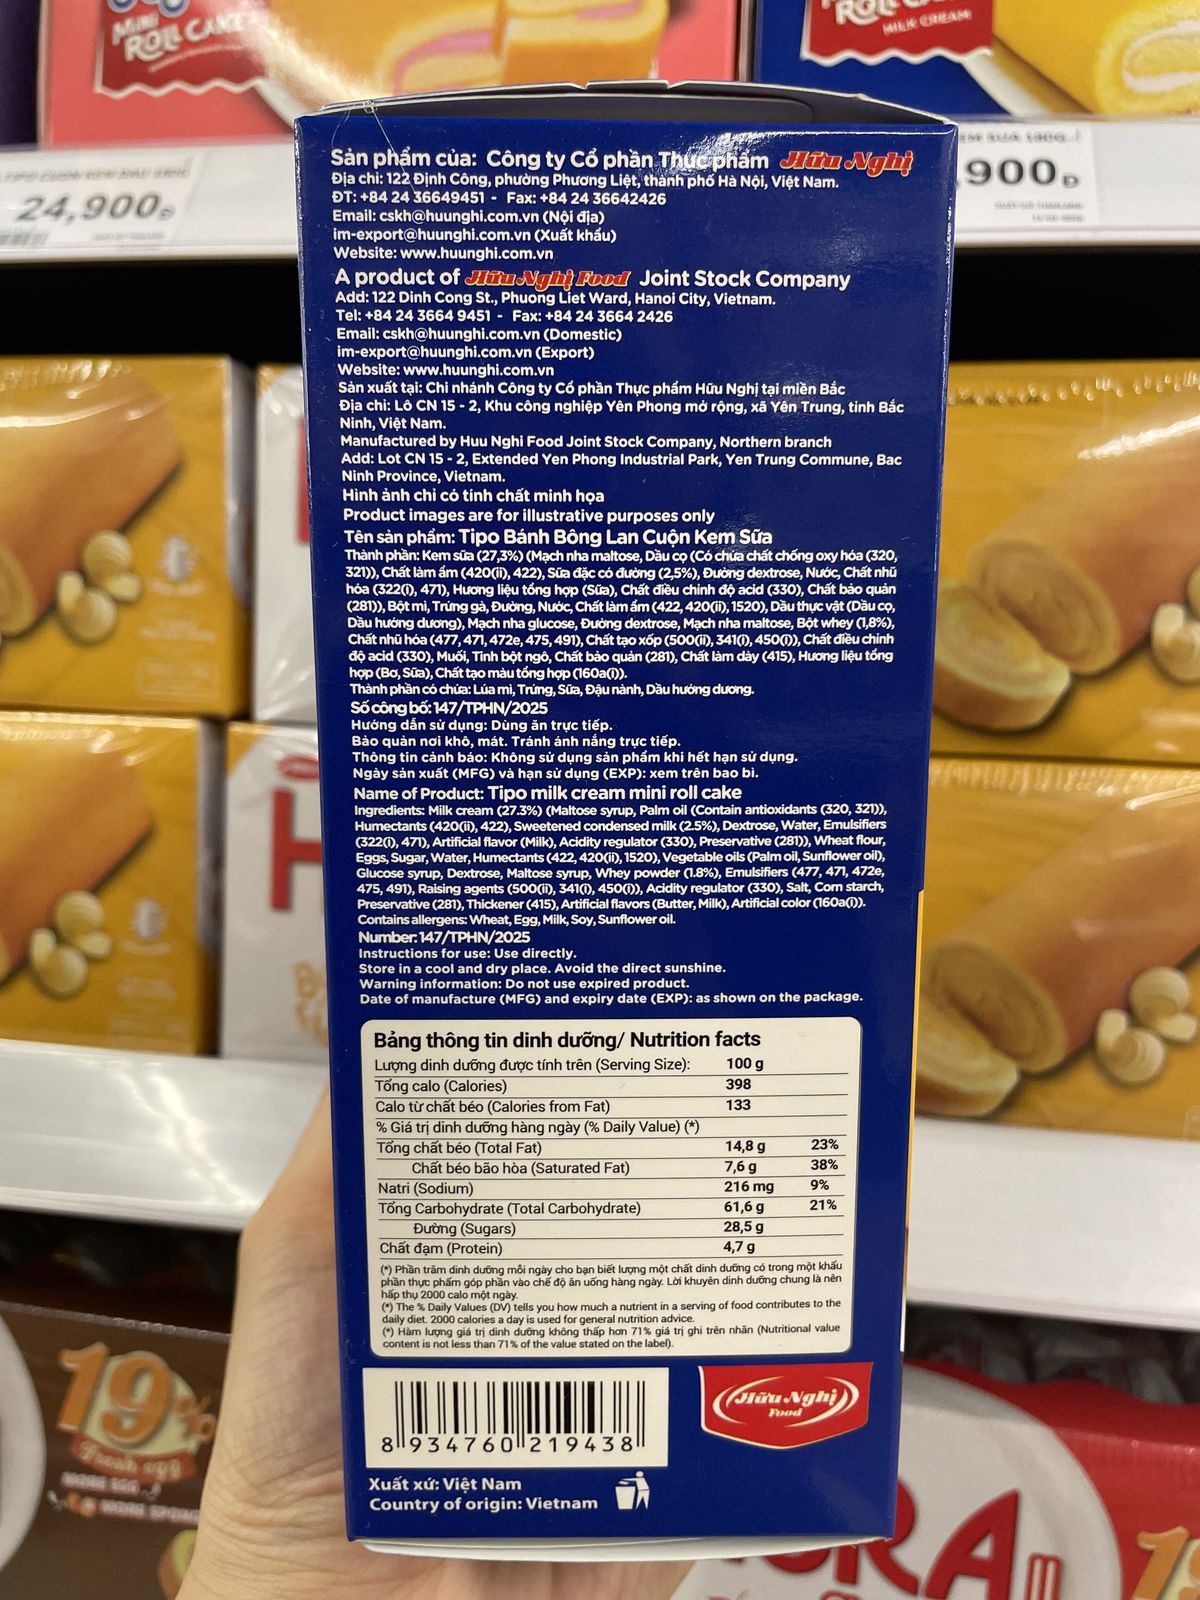 MINI
ROLL CAKE
ROLL CAKE
MILK CREAM
24,900Đ
900Đ
Sản phẩm của: Công ty Cổ phần Thực phẩm Hữu Nghị
Địa chỉ: 122 Định Công, phường Phương Liệt, thành phố Hà Nội, Việt Nam.
ĐT: +84 24 36649451 - Fax: +84 24 36642426
Email: cskh@huunghi.com.vn (Nội địa)
im-export@huunghi.com.vn (Xuất khẩu)
Website: www.huunghi.com.vn
A product of Hữu Nghị Food Joint Stock Company
Add: 122 Dinh Cong St., Phuong Liet Ward, Hanoi City, Vietnam.
Tel: +84 24 3664 9451 - Fax: +84 24 3664 2426
Email: cskh@huunghi.com.vn (Domestic)
im-export@huunghi.com.vn (Export)
Website: www.huunghi.com.vn
Sản xuất tại: Chi nhánh Công ty Cổ phần Thực phẩm Hữu Nghị tại miền Bắc
Địa chỉ: Lô CN 15 - 2, Khu công nghiệp Yên Phong mở rộng, xã Yên Trung, tỉnh Bắc
Ninh, Việt Nam.
Manufactured by Huu Nghi Food Joint Stock Company, Northern branch
Add: Lot CN 15 - 2, Extended Yen Phong Industrial Park, Yen Trung Commune, Bac
Ninh Province, Vietnam.
Hình ảnh chỉ có tính chất minh họa
Product images are for illustrative purposes only
Tên sản phẩm: Tipo Bánh Bông Lan Cuộn Kem Sữa
Thành phần: Kem sữa (27,3%) (Mạch nha maltose, Dầu cọ (Có chứa chất chống oxy hóa (320,
321)), Chất làm ẩm (420(ii), 422), Sữa đặc có đường (2,5%), Đường dextrose, Nước, Chất nhũ
hóa (322(i), 471), Hương liệu tổng hợp (Sữa), Chất điều chỉnh độ acid (330), Chất bảo quản
(281)), Bột mì, Trứng gà, Đường, Nước, Chất làm ẩm (422, 420(ii), 1520), Dầu thực vật (Dầu cọ,
Dầu hướng dương), Mạch nha glucose, Đường dextrose, Mạch nha maltose, Bột whey (1,8%),
Chất nhũ hóa (477, 471, 472e, 475, 491), Chất tạo xốp (500(ii), 341(i), 450(i)), Chất điều chỉnh
độ acid (330), Muối, Tinh bột ngô, Chất bảo quản (281), Chất làm dày (415), Hương liệu tổng
hợp (Bơ, Sữa), Chất tạo màu tổng hợp (160a(i)).
Thành phần có chứa: Lúa mì, Trứng, Sữa, Đậu nành, Dầu hướng dương.
Số công bố: 147/TPHN/2025
Hướng dẫn sử dụng: Dùng ăn trực tiếp.
Bảo quản nơi khô, mát. Tránh ánh nắng trực tiếp.
Thông tin cảnh báo: Không sử dụng sản phẩm khi hết hạn sử dụng.
Ngày sản xuất (MFG) và hạn sử dụng (EXP): xem trên bao bì.
Name of Product: Tipo milk cream mini roll cake
Ingredients: Milk cream (27.3%) (Maltose syrup, Palm oil (Contain antioxidants (320, 321)),
Humectants (420(ii), 422), Sweetened condensed milk (2.5%), Dextrose, Water, Emulsifiers
(322(i), 471), Artificial flavor (Milk), Acidity regulator (330), Preservative (281)), Wheat flour,
Eggs, Sugar, Water, Humectants (422, 420(ii), 1520), Vegetable oils (Palm oil, Sunflower oil),
Glucose syrup, Dextrose, Maltose syrup, Whey powder (1.8%), Emulsifiers (477, 471, 472e,
475, 491), Raising agents (500(ii), 341(i), 450(i)), Acidity regulator (330), Salt, Corn starch,
Preservative (281), Thickener (415), Artificial flavors (Butter, Milk), Artificial color (160a(i)).
Contains allergens: Wheat, Egg, Milk, Soy, Sunflower oil.
Number: 147/TPHN/2025
Instructions for use: Use directly.
Store in a cool and dry place. Avoid the direct sunshine.
Warning information: Do not use expired product.
Date of manufacture (MFG) and expiry date (EXP): as shown on the package.
Bảng thông tin dinh dưỡng/ Nutrition facts
Lượng dinh dưỡng được tính trên (Serving Size): 100 g
Tổng calo (Calories) 398
Calo từ chất béo (Calories from Fat) 133
% Giá trị dinh dưỡng hàng ngày (% Daily Value) (*)
Tổng chất béo (Total Fat) 14,8 g 23%
Chất béo bão hòa (Saturated Fat) 7,6 g 38%
Natri (Sodium) 216 mg 9%
Tổng Carbohydrate (Total Carbohydrate) 61,6 g 21%
Đường (Sugars) 28,5 g
Chất đạm (Protein) 4,7 g
(*) Phần trăm dinh dưỡng mỗi ngày cho bạn biết lượng một chất dinh dưỡng có trong một khẩu
phần thực phẩm góp phần vào chế độ ăn uống hàng ngày. Lời khuyên dinh dưỡng chung là nên
hấp thụ 2000 calo một ngày.
(*) The % Daily Values (DV) tells you how much a nutrient in a serving of food contributes to the
daily diet. 2000 calories a day is used for general nutrition advice.
(*) Hàm lượng giá trị dinh dưỡng không thấp hơn 71% giá trị ghi trên nhãn (Nutritional value
content is not less than 71% of the value stated on the label).
8 934760 219438
Hữu Nghị
Food
Xuất xứ: Việt Nam
Country of origin: Vietnam
19%
Fresh egg
MORE EGG